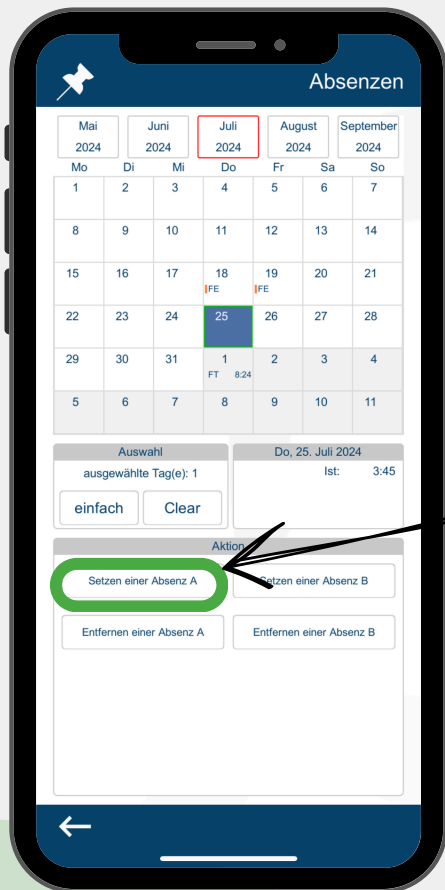 Absenzen
Mai Juni Juli August September
2024 2024 2024 2024 2024
Mo Di Mi Do Fr Sa So
1 2 3 4 5 6 7
8 9 10 11 12 13 14
15 16 17 18 19 20 21
FE FE
22 23 24 25 26 27 28
29 30 31 1 2 3 4
FT 8:24
5 6 7 8 9 10 11
Auswahl
ausgewählte Tag(e): 1
einfach Clear
Do, 25. Juli 2024
Ist: 3:45
Aktion
Setzen einer Absenz A Setzen einer Absenz B
Entfernen einer Absenz A Entfernen einer Absenz B